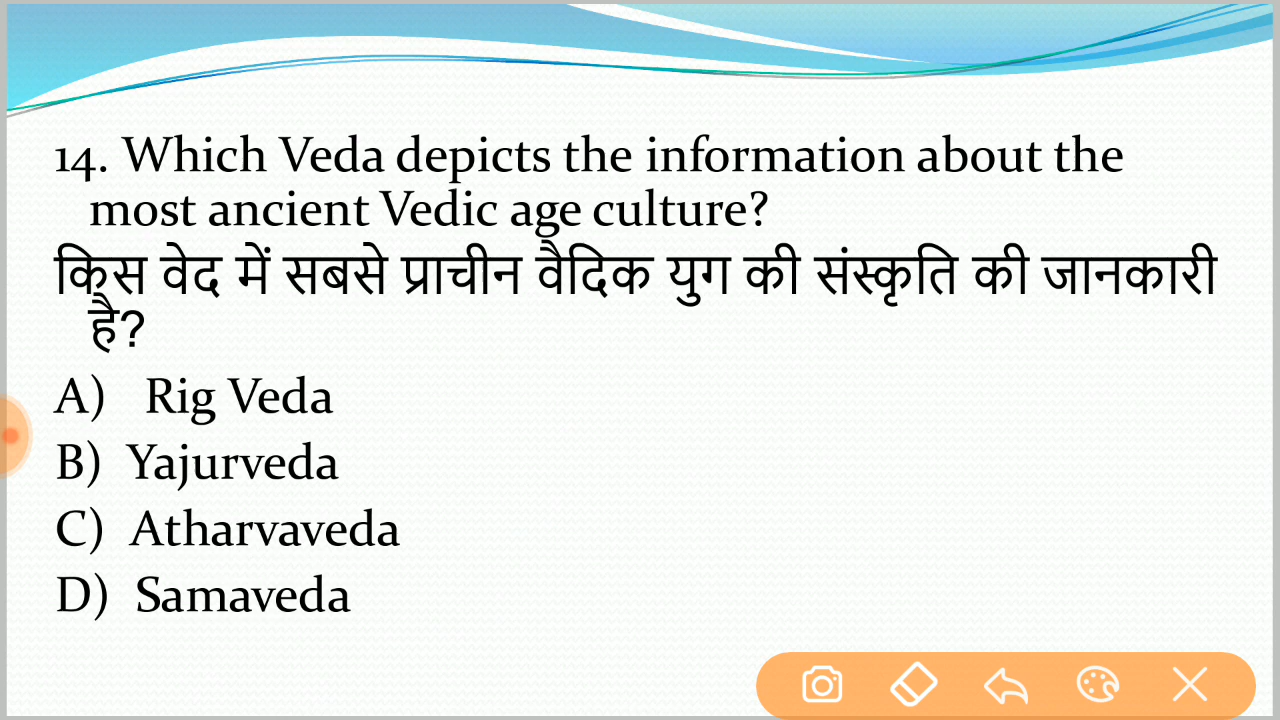 14. Which Veda depicts the information about the
most ancient Vedic age culture?
किस वेद में सबसे प्राचीन वैदिक युग की संस्कृति की जानकारी
है?
A) Rig Veda
B) Yajurveda
C) Atharvaveda
D) Samaveda